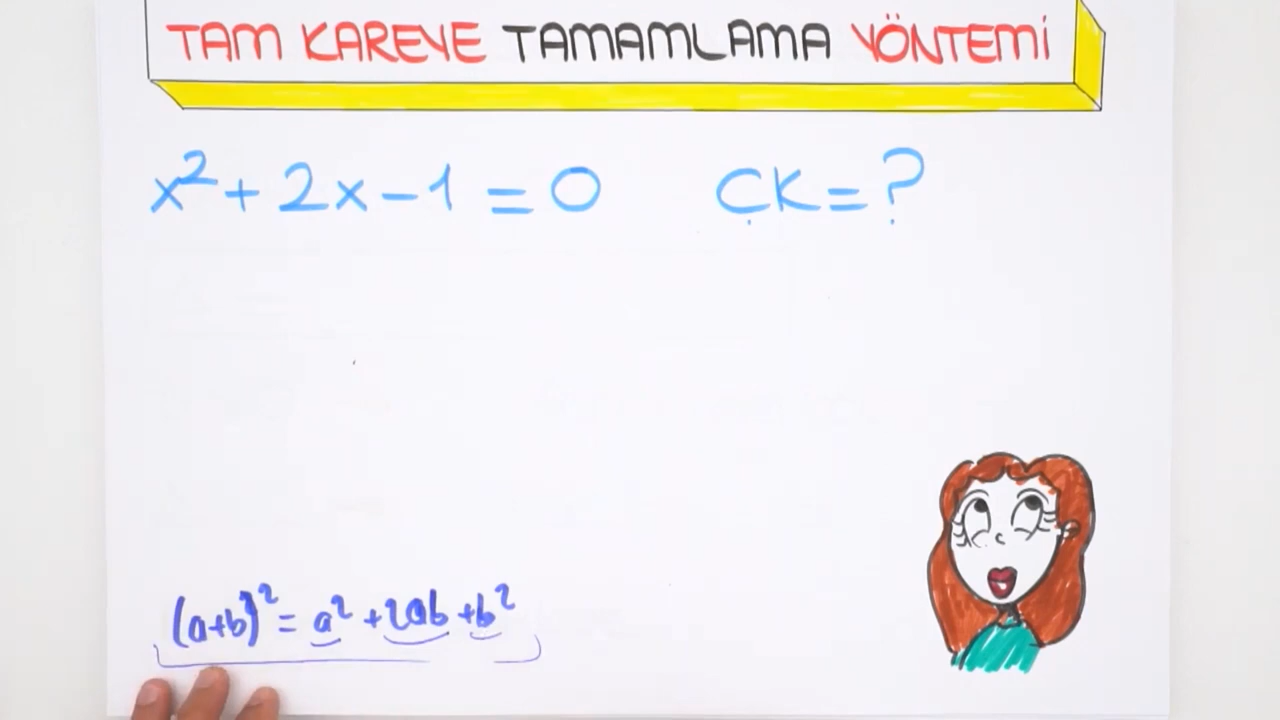 TAM KAREYE TAMAMLAMA YÖNTEMİ
x² + 2x - 1 = 0 ÇK = ?
(a+b)² = a² + 2ab + b²